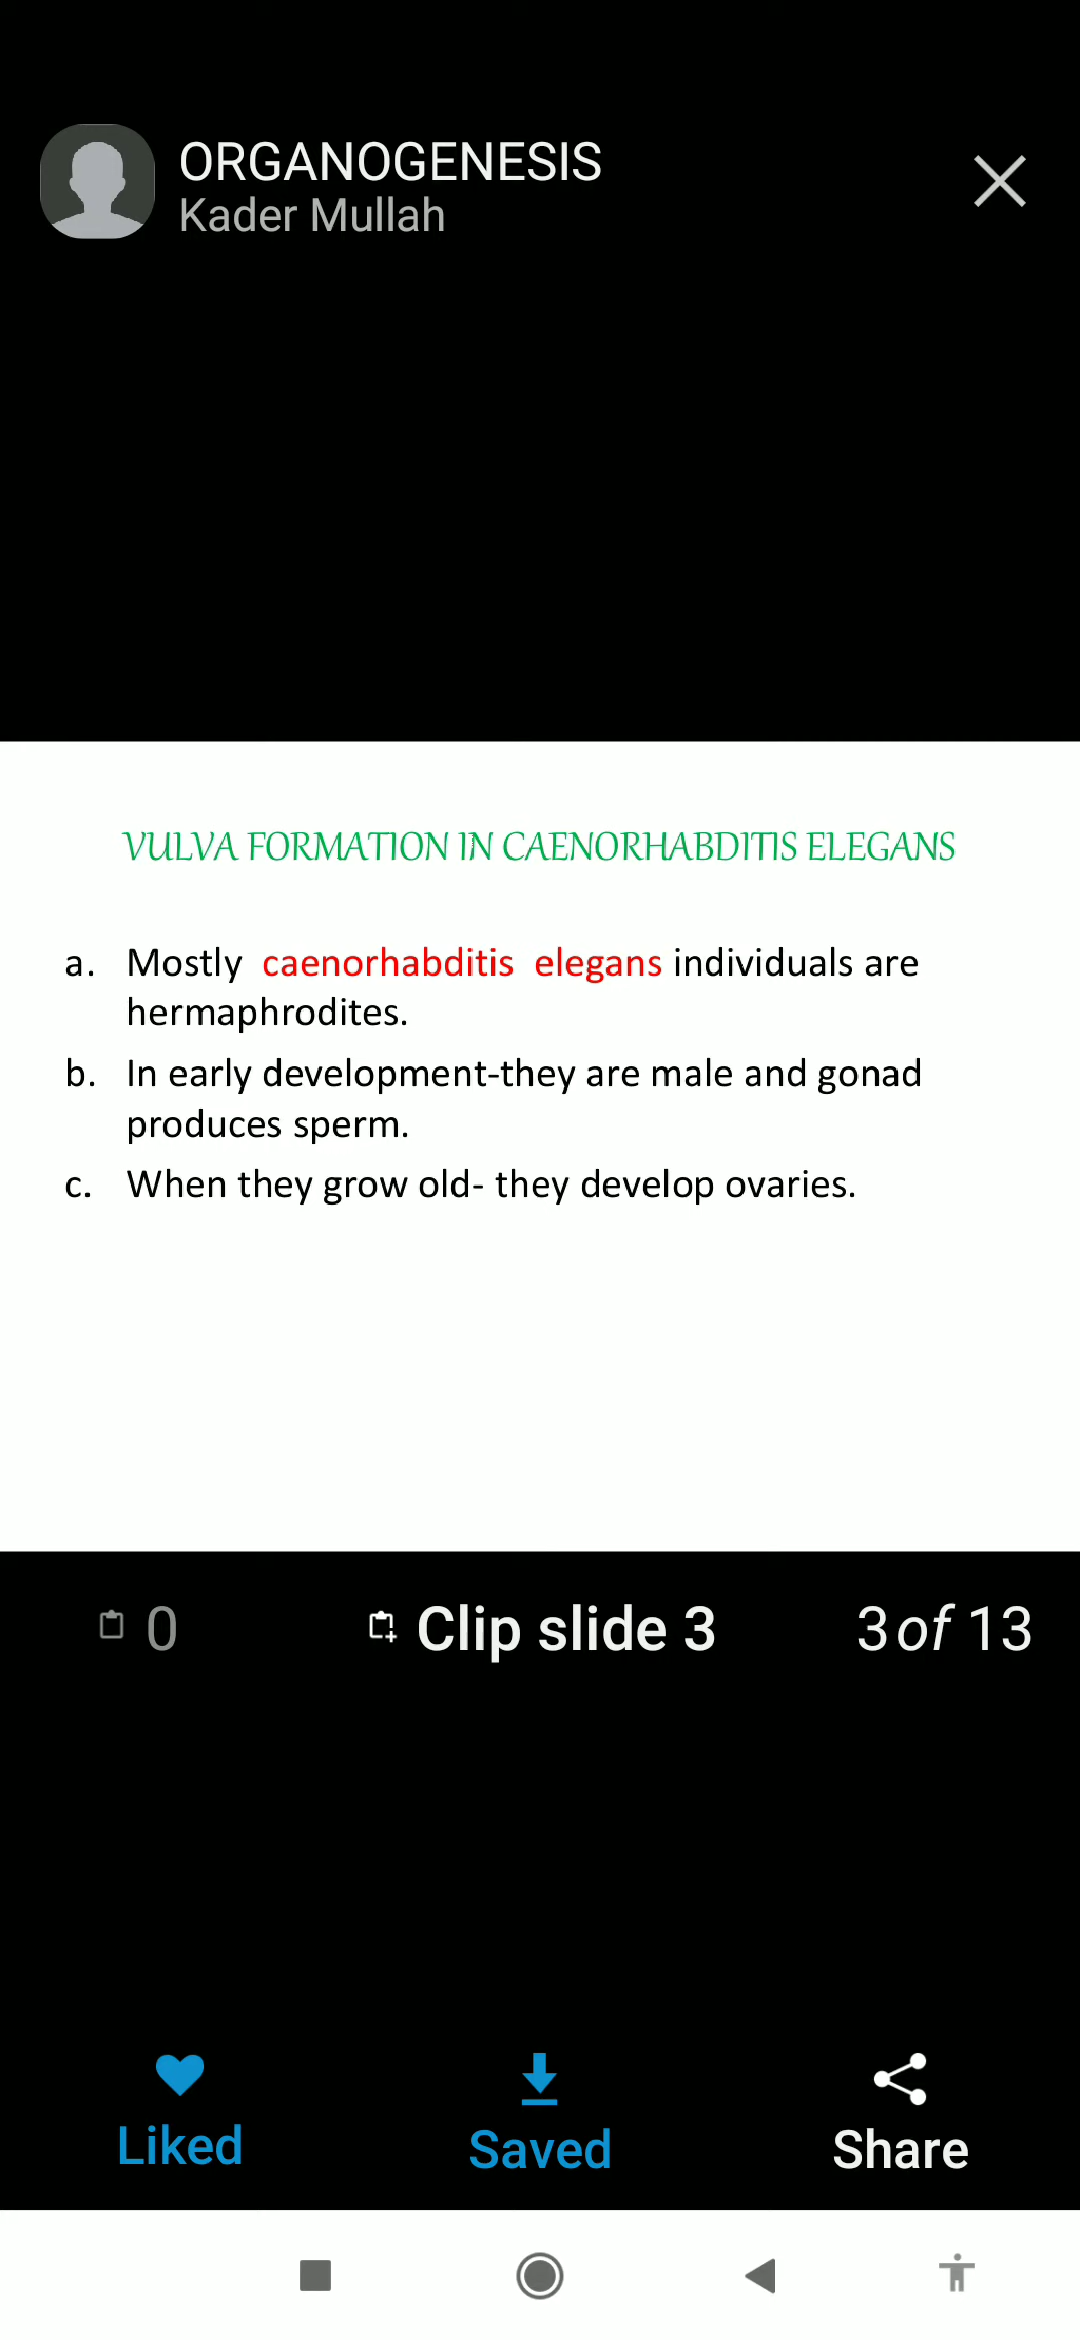 ORGANOGENESIS
Kader Mullah
VULVA FORMATION IN CAENORHABDITIS ELEGANS
a. Mostly caenorhabditis elegans individuals are
hermaphrodites.
b. In early development-they are male and gonad
produces sperm.
c. When they grow old- they develop ovaries.
0
Clip slide 3
3 of 13
Liked
Saved
Share